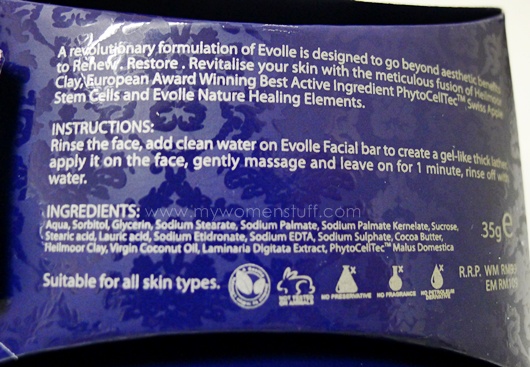 A revolutionary formulation of Evolle is designed to go beyond aesthetic benefits
to Renew . Restore . Revitalise your skin with the meticulous fusion of Heilmoor
Clay, European Award Winning Best Active Ingredient PhytoCellTec™ Swiss Apple
Stem Cells and Evolle Nature Healing Elements.
INSTRUCTIONS:
Rinse the face, add clean water on Evolle Facial bar to create a gel-like thick lather,
apply it on the face, gently massage and leave on for 1 minute, rinse off with
water.
www.mywomenstuff.com
INGREDIENTS:
Aqua, Sorbitol, Glycerin, Sodium Stearate, Sodium Palmate, Sodium Palmate Kernelate, Sucrose,
Stearic acid, Lauric acid, Sodium Etidronate, Sodium EDTA, Sodium Sulphate, Cocoa Butter,
Heilmoor Clay, Virgin Coconut Oil, Laminaria Digitata Extract, PhytoCellTec™ Malus Domestica
35g e
Suitable for all skin types.
NOT TESTED
ON ANIMALS
NO PRESERVATIVE
NO FRAGRANCE
NO PETROLEUM
DERIVATIVE
R.R.P. WM
EM